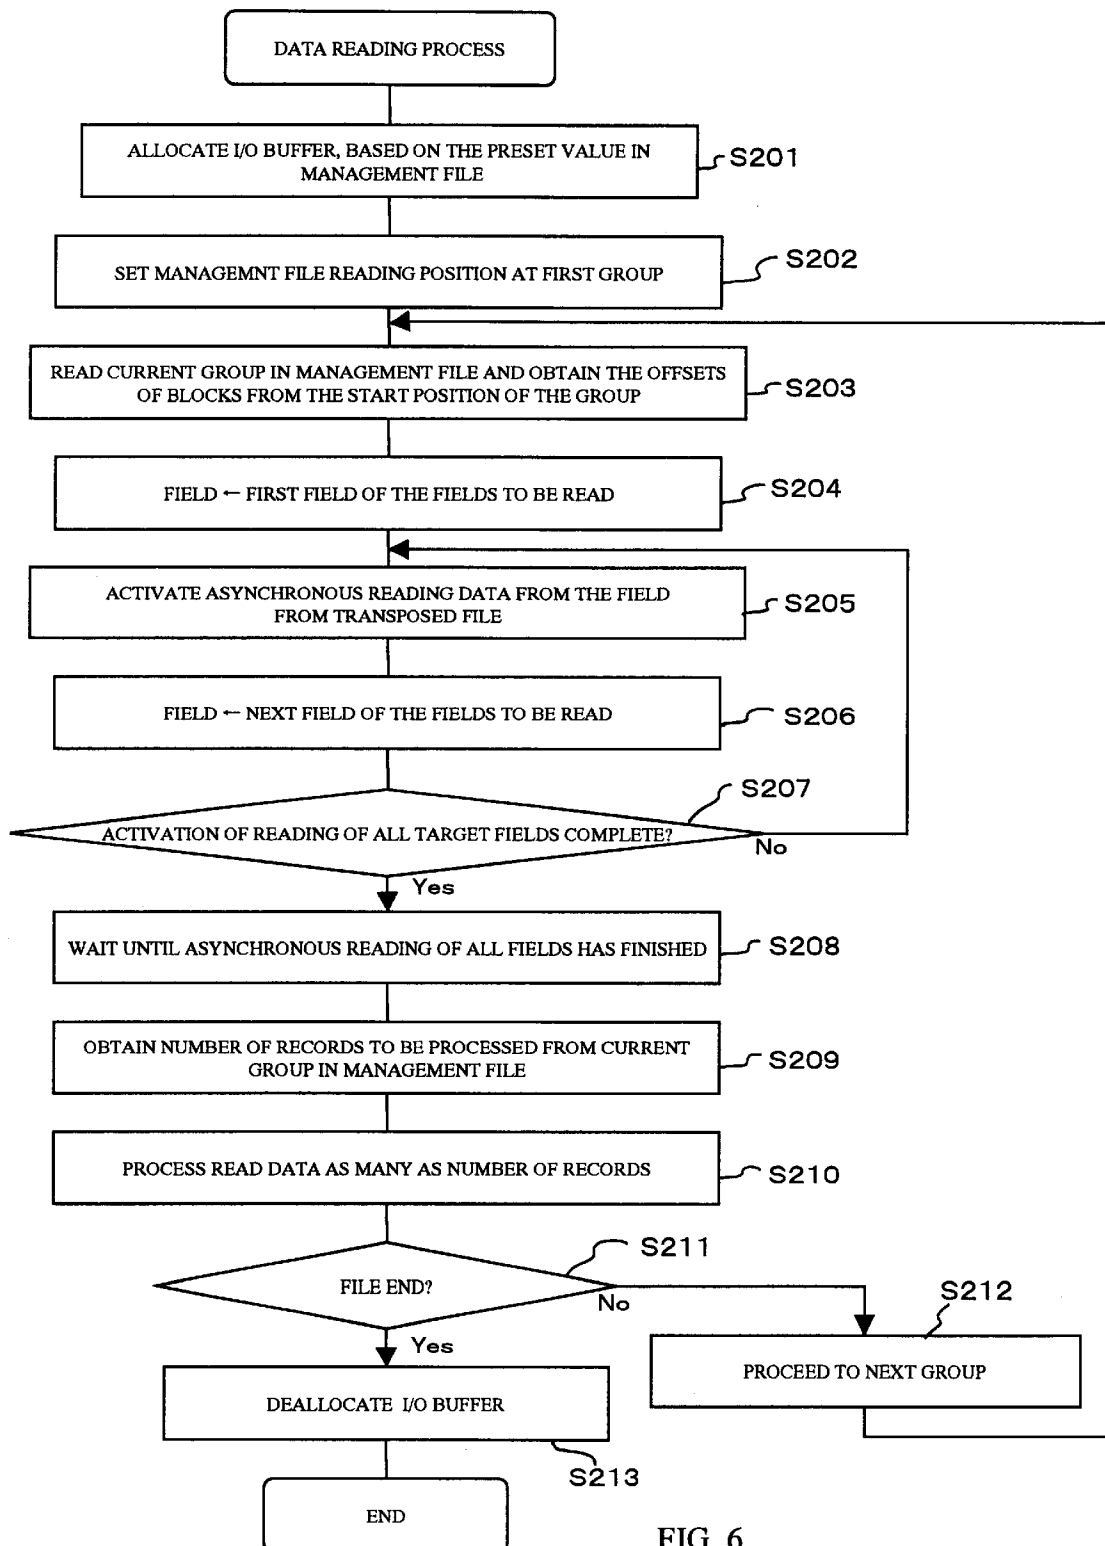 DATA READING PROCESS
ALLOCATE I/O BUFFER, BASED ON THE PRESET VALUE IN
MANAGEMENT FILE
S201
SET MANAGEMNT FILE READING POSITION AT FIRST GROUP
S202
READ CURRENT GROUP IN MANAGEMENT FILE AND OBTAIN THE OFFSETS
OF BLOCKS FROM THE START POSITION OF THE GROUP
S203
FIELD ← FIRST FIELD OF THE FIELDS TO BE READ
S204
ACTIVATE ASYNCHRONOUS READING DATA FROM THE FIELD
FROM TRANSPOSED FILE
S205
FIELD ← NEXT FIELD OF THE FIELDS TO BE READ
S206
S207
ACTIVATION OF READING OF ALL TARGET FIELDS COMPLETE?
No
Yes
WAIT UNTIL ASYNCHRONOUS READING OF ALL FIELDS HAS FINISHED
S208
OBTAIN NUMBER OF RECORDS TO BE PROCESSED FROM CURRENT
GROUP IN MANAGEMENT FILE
S209
PROCESS READ DATA AS MANY AS NUMBER OF RECORDS
S210
S211
FILE END?
No
Yes
S212
PROCEED TO NEXT GROUP
DEALLOCATE I/O BUFFER
S213
END
FIG. 6